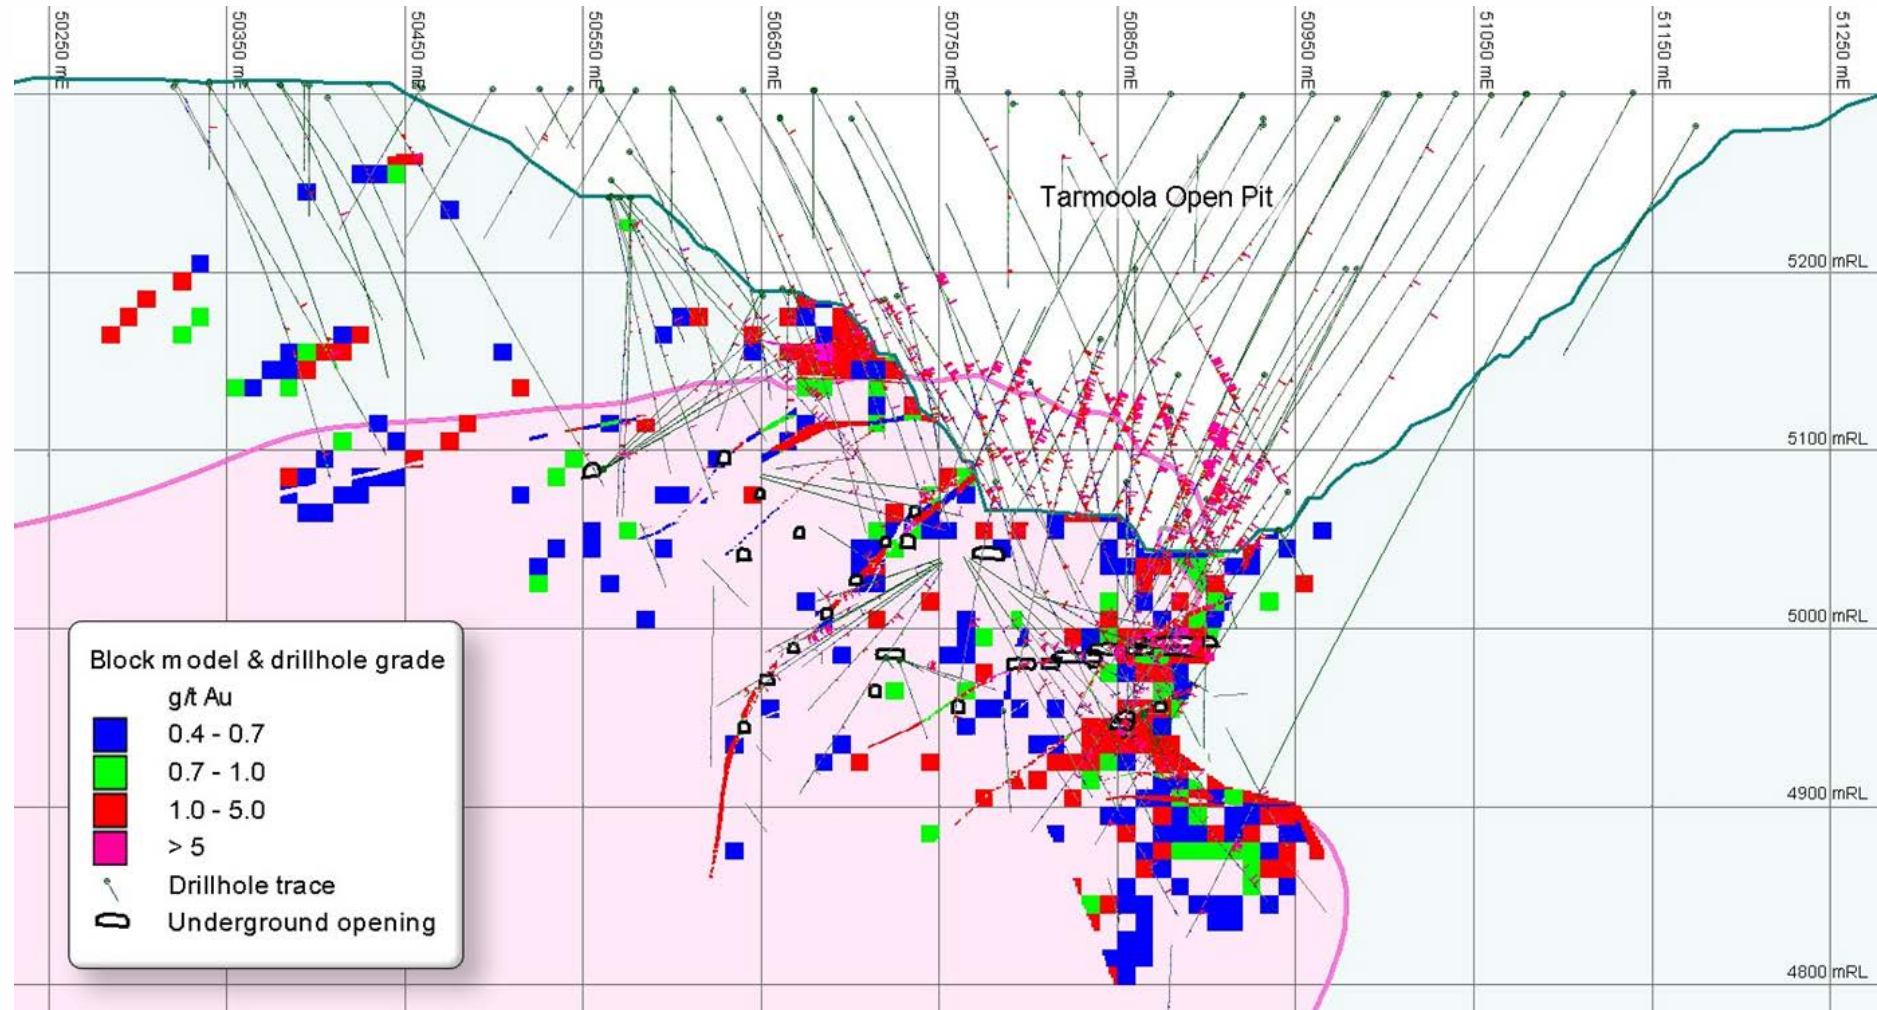 50250 mE
50350 mE
50450 mE
50550 mE
50650 mE
50750 mE
50850 mE
50950 mE
51050 mE
51150 mE
51250 mE
Tarmoola Open Pit
5200 mRL
5100 mRL
5000 mRL
4900 mRL
4800 mRL
Block model & drillhole grade
g/t Au
0.4 - 0.7
0.7 - 1.0
1.0 - 5.0
> 5
Drillhole trace
Underground opening